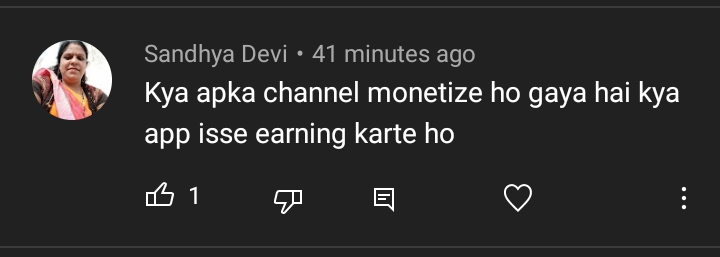 Sandhya Devi • 41 minutes ago
Kya apka channel monetize ho gaya hai kya
app isse earning karte ho
1